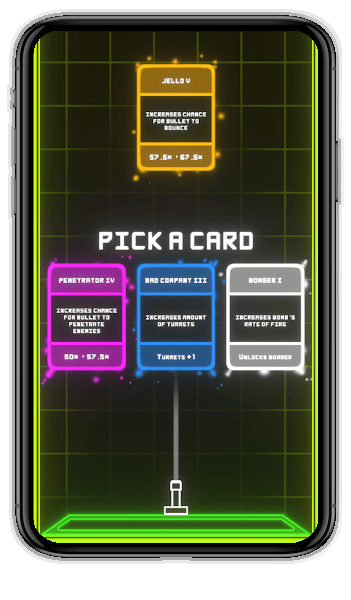 JELLO V
INCREASES CHANCE
FOR BULLET TO
BOUNCE
57.5% · 67.5%
PICK A CARD
PENETRATOR IV
INCREASES CHANCE
FOR BULLET TO
PENETRATE
ENEMIES
50% · 57.5%
BAD COMPANY III
INCREASES AMOUNT
OF TURRETS
TURRETS +1
BOMBER I
INCREASES BOMB'S
RATE OF FIRE
UNLOCKS BOMBER